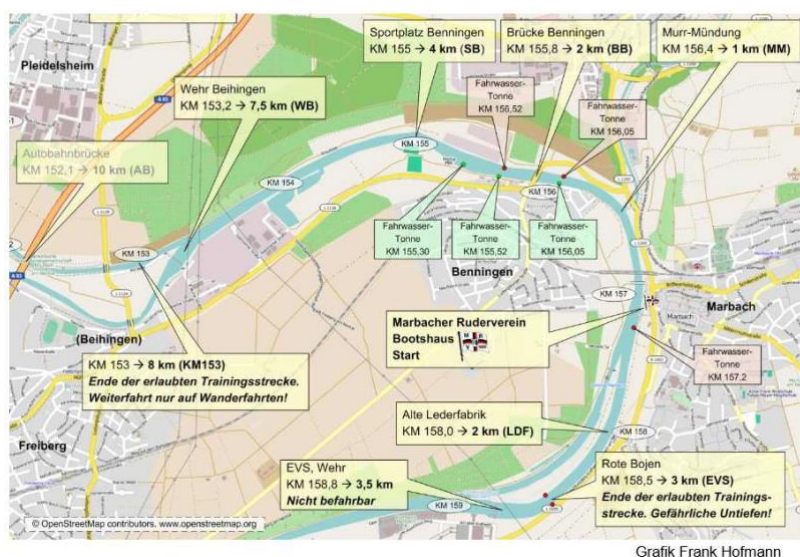 Pleidelsheim
Sportplatz Benningen
KM 155 → 4 km (SB)
Brücke Benningen
KM 155,8 → 2 km (BB)
Murr-Mündung
KM 156,4 → 1 km (MM)
Wehr Beihingen
KM 153,2 → 7,5 km (WB)
Fahrwasser-
Tonne
KM 156,52
Fahrwasser-
Tonne
KM 156,05
Autobahnbrücke
KM 152,1 → 10 km (AB)
KM 155
KM 154
KM 156
KM 153
Fahrwasser-
Tonne
KM 155,30
Fahrwasser-
Tonne
KM 155,52
Fahrwasser-
Tonne
KM 156,05
Benningen
KM 157
Marbach
Marbach
(Beihingen)
Marbacher Ruderverein
Bootshaus
Start
KM 153 → 8 km (KM153)
Ende der erlaubten Trainingsstrecke.
Weiterfahrt nur auf Wanderfahrten!
Fahrwasser-
Tonne
KM 157.2
Freiberg
Alte Lederfabrik
KM 158,0 → 2 km (LDF)
KM 158
EVS, Wehr
KM 158,8 → 3,5 km
Nicht befahrbar
Rote Bojen
KM 158,5 → 3 km (EVS)
Ende der erlaubten Trainings-
strecke. Gefährliche Untiefen!
KM 159
© OpenStreetMap contributors. www.openstreetmap.org
Grafik Frank Hofmann